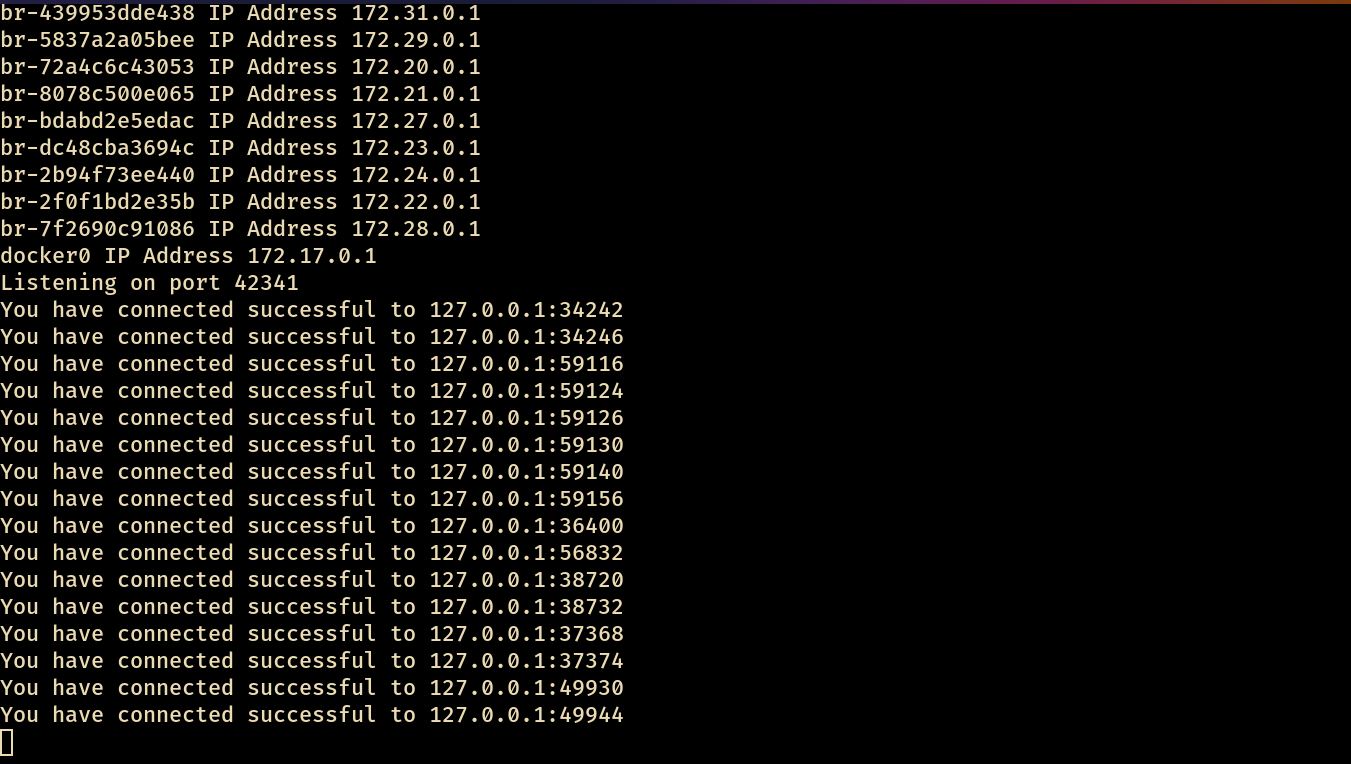 br-439953dde438 IP Address 172.31.0.1
br-5837a2a05bee IP Address 172.29.0.1
br-72a4c6c43053 IP Address 172.20.0.1
br-8078c500e065 IP Address 172.21.0.1
br-bdabd2e5edac IP Address 172.27.0.1
br-dc48cba3694c IP Address 172.23.0.1
br-2b94f73ee440 IP Address 172.24.0.1
br-2f0f1bd2e35b IP Address 172.22.0.1
br-7f2690c91086 IP Address 172.28.0.1
docker0 IP Address 172.17.0.1
Listening on port 42341
You have connected successful to 127.0.0.1:34242
You have connected successful to 127.0.0.1:34246
You have connected successful to 127.0.0.1:59116
You have connected successful to 127.0.0.1:59124
You have connected successful to 127.0.0.1:59126
You have connected successful to 127.0.0.1:59130
You have connected successful to 127.0.0.1:59140
You have connected successful to 127.0.0.1:59156
You have connected successful to 127.0.0.1:36400
You have connected successful to 127.0.0.1:56832
You have connected successful to 127.0.0.1:38720
You have connected successful to 127.0.0.1:38732
You have connected successful to 127.0.0.1:37368
You have connected successful to 127.0.0.1:37374
You have connected successful to 127.0.0.1:49930
You have connected successful to 127.0.0.1:49944